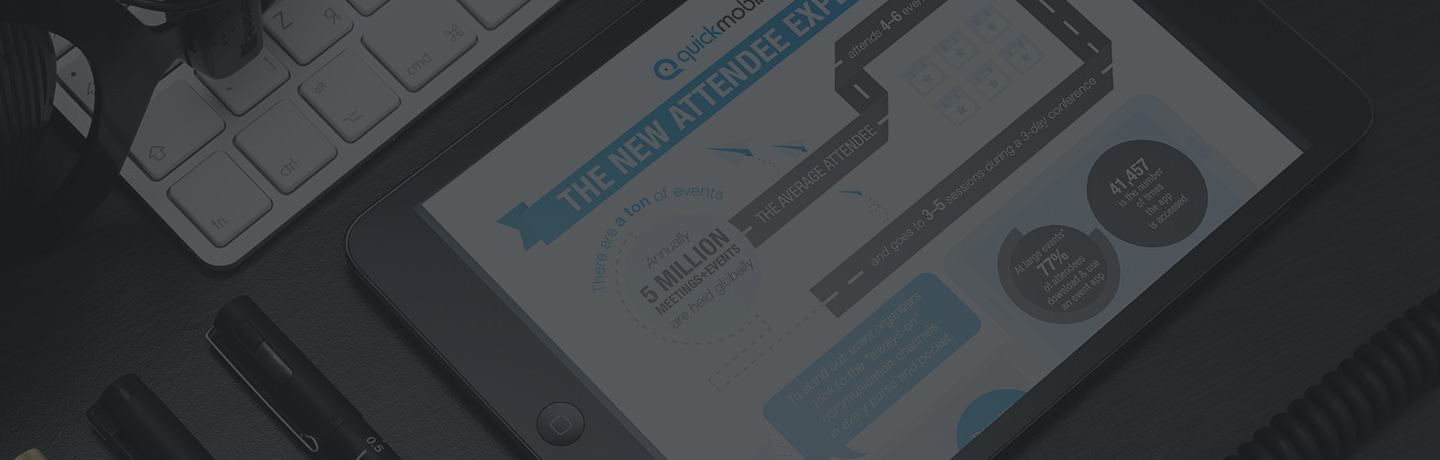 Z
Я
cmd
⌘
alt
⌥
ctrl
fn
quickmobil
THE NEW ATTENDEE EXPE
There are a ton of events
Annually
5 MILLION
MEETINGS+EVENTS
are held globally
THE AVERAGE ATTENDEE
attends 4-6 even
and goes to 3-5 sessions during a 3-day conference
41,457
is the number
of times
the app
is accessed
At large events*
77%
of attendees
download & use
an event app
To stand out, event organizers
look to the "always-on"
communication channels
in every purse and pocket.
0.5